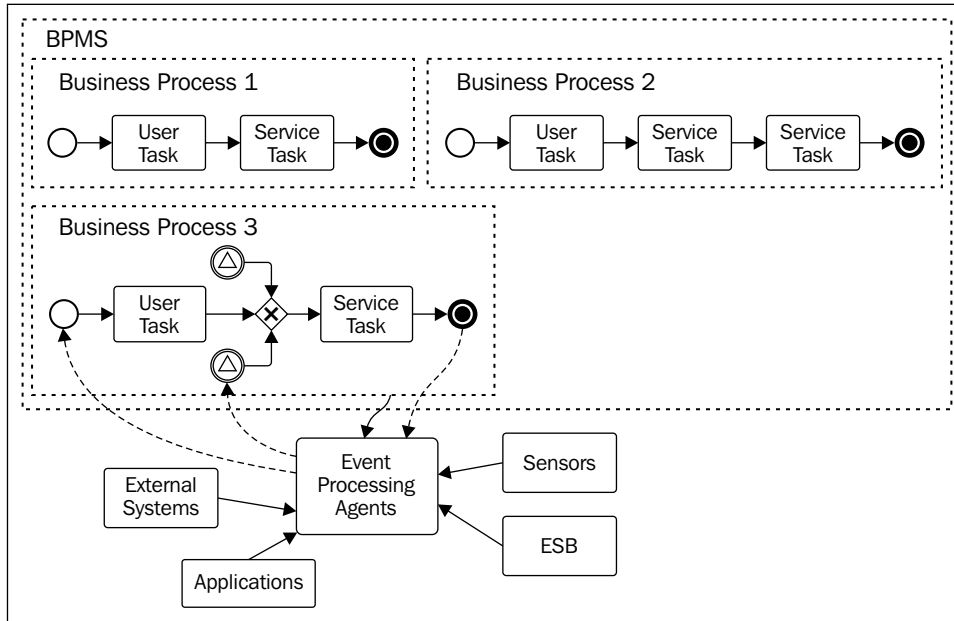 BPMS
Business Process 1
User
Task
Service
Task
Business Process 2
User
Task
Service
Task
Service
Task
Business Process 3
User
Task
Service
Task
Event
Processing
Agents
Sensors
External
Systems
ESB
Applications